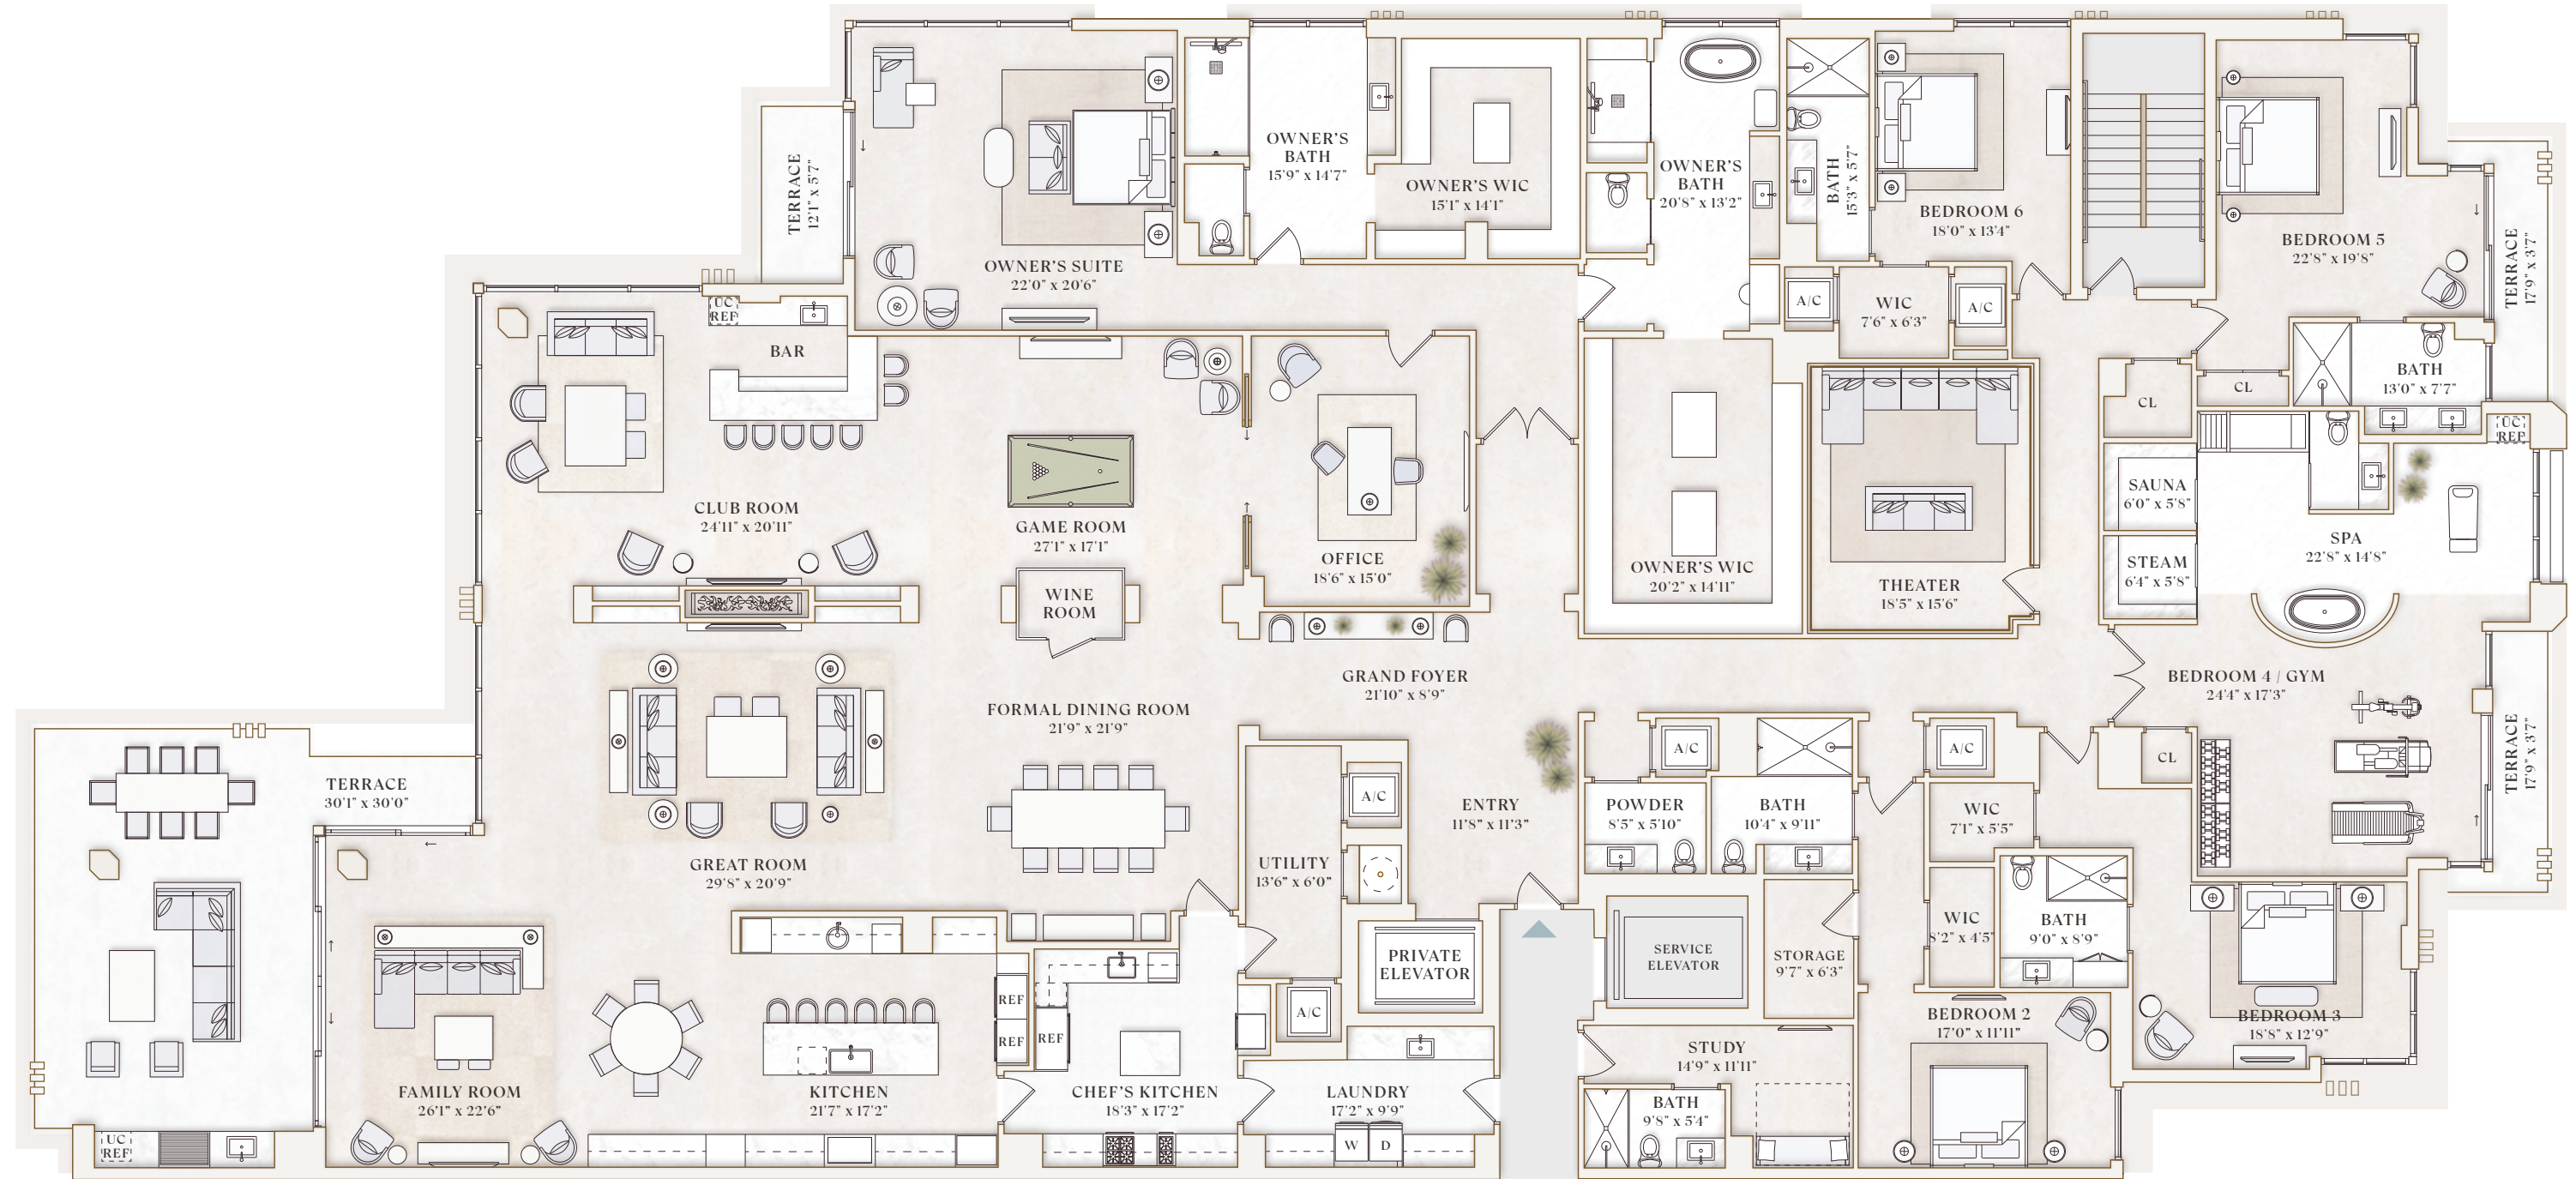 OWNER'S
BATH
15'9" x 14'7"
OWNER'S WIC
15'1" x 14'1"
OWNER'S
BATH
20'8" x 13'2"
BATH
15'3" x 5'7"
BEDROOM 6
18'0" x 13'4"
BEDROOM 5
22'8" x 19'8"
TERRACE
17'9" x 3'7"
TERRACE
12'1" x 5'7"
OWNER'S SUITE
22'0" x 20'6"
UC
REF
BAR
A/C
WIC
7'6" x 6'3"
A/C
BATH
13'0" x 7'7"
CL
CL
UC
REF
CLUB ROOM
24'11" x 20'11"
GAME ROOM
27'1" x 17'1"
OFFICE
18'6" x 15'0"
OWNER'S WIC
20'2" x 14'11"
THEATER
18'5" x 15'6"
SAUNA
6'0" x 5'8"
STEAM
6'4" x 5'8"
SPA
22'8" x 14'8"
WINE
ROOM
GRAND FOYER
21'10" x 8'9"
BEDROOM 4 / GYM
24'4" x 17'3"
TERRACE
17'9" x 3'7"
FORMAL DINING ROOM
21'9" x 21'9"
A/C
A/C
CL
TERRACE
30'1" x 30'0"
A/C
ENTRY
11'8" x 11'3"
POWDER
8'5" x 5'10"
BATH
10'4" x 9'11"
WIC
7'1" x 5'5"
GREAT ROOM
29'8" x 20'9"
UTILITY
13'6" x 6'0"
WIC
8'2" x 4'5"
BATH
9'0" x 8'9"
PRIVATE
ELEVATOR
SERVICE
ELEVATOR
STORAGE
9'7" x 6'3"
REF
REF
REF
A/C
BEDROOM 2
17'0" x 11'11"
BEDROOM 3
18'8" x 12'9"
STUDY
14'9" x 11'11"
FAMILY ROOM
26'1" x 22'6"
KITCHEN
21'7" x 17'2"
CHEF'S KITCHEN
18'3" x 17'2"
LAUNDRY
17'2" x 9'9"
BATH
9'8" x 5'4"
UC
REF
W
D